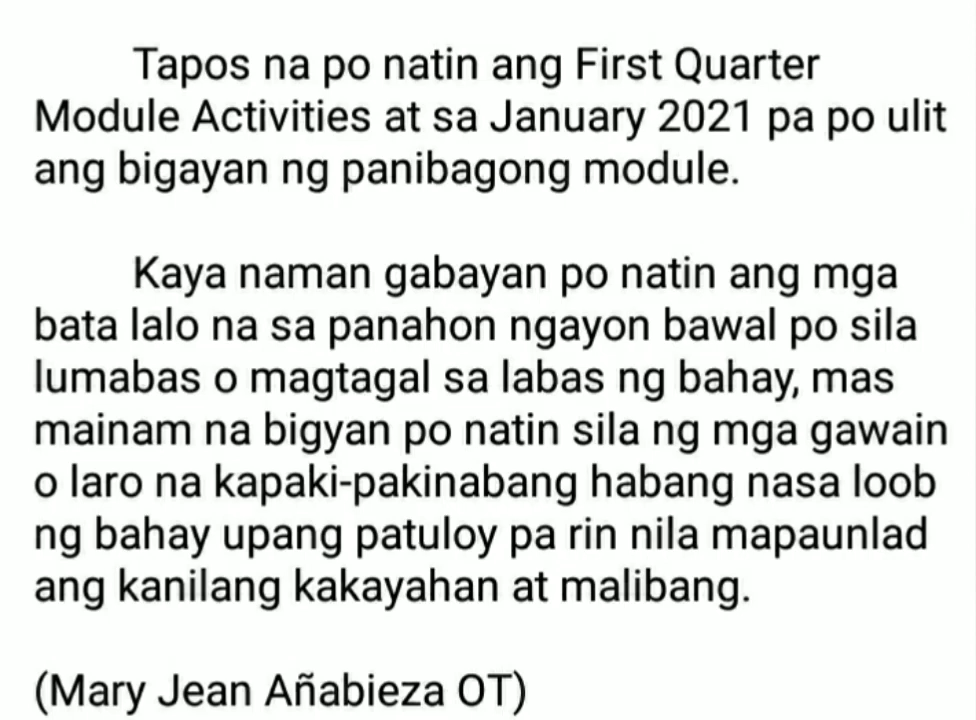 Tapos na po natin ang First Quarter
Module Activities at sa January 2021 pa po ulit
ang bigayan ng panibagong module.
Kaya naman gabayan po natin ang mga
bata lalo na sa panahon ngayon bawal po sila
lumabas o magtagal sa labas ng bahay, mas
mainam na bigyan po natin sila ng mga gawain
o laro na kapaki-pakinabang habang nasa loob
ng bahay upang patuloy pa rin nila mapaunlad
ang kanilang kakayahan at malibang.
(Mary Jean Añabieza OT)